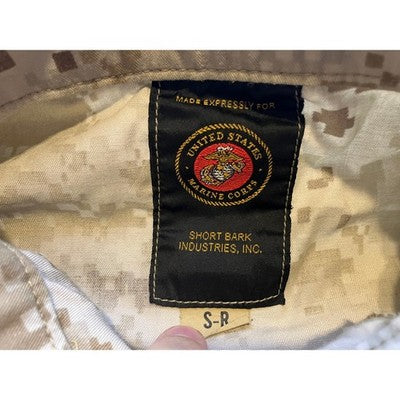 MADE EXPRESSLY FOR
UNITED STATES
MARINE CORPS
SHORT BARK
INDUSTRIES, INC.
S-R